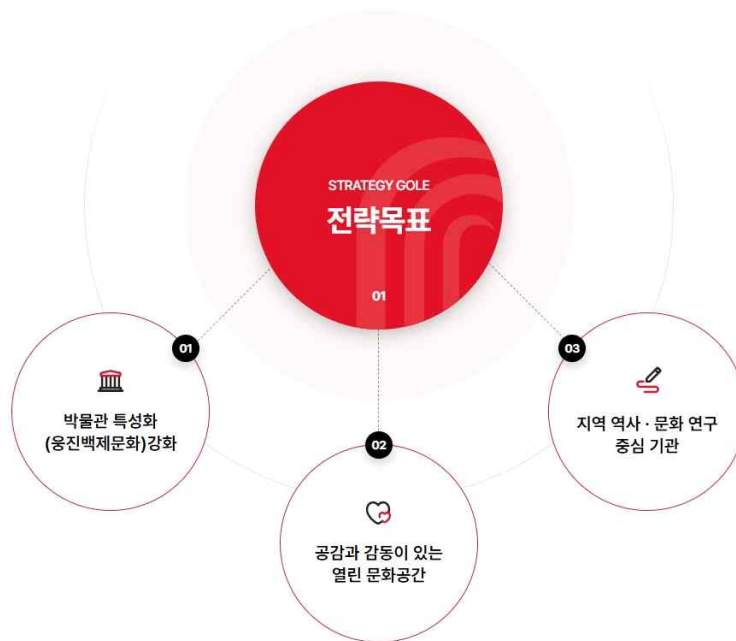 STRATEGY GOLE
전략목표
01
01
박물관 특성화
(웅진백제문화)강화
02
공감과 감동이 있는
열린 문화공간
03
지역 역사 · 문화 연구
중심 기관